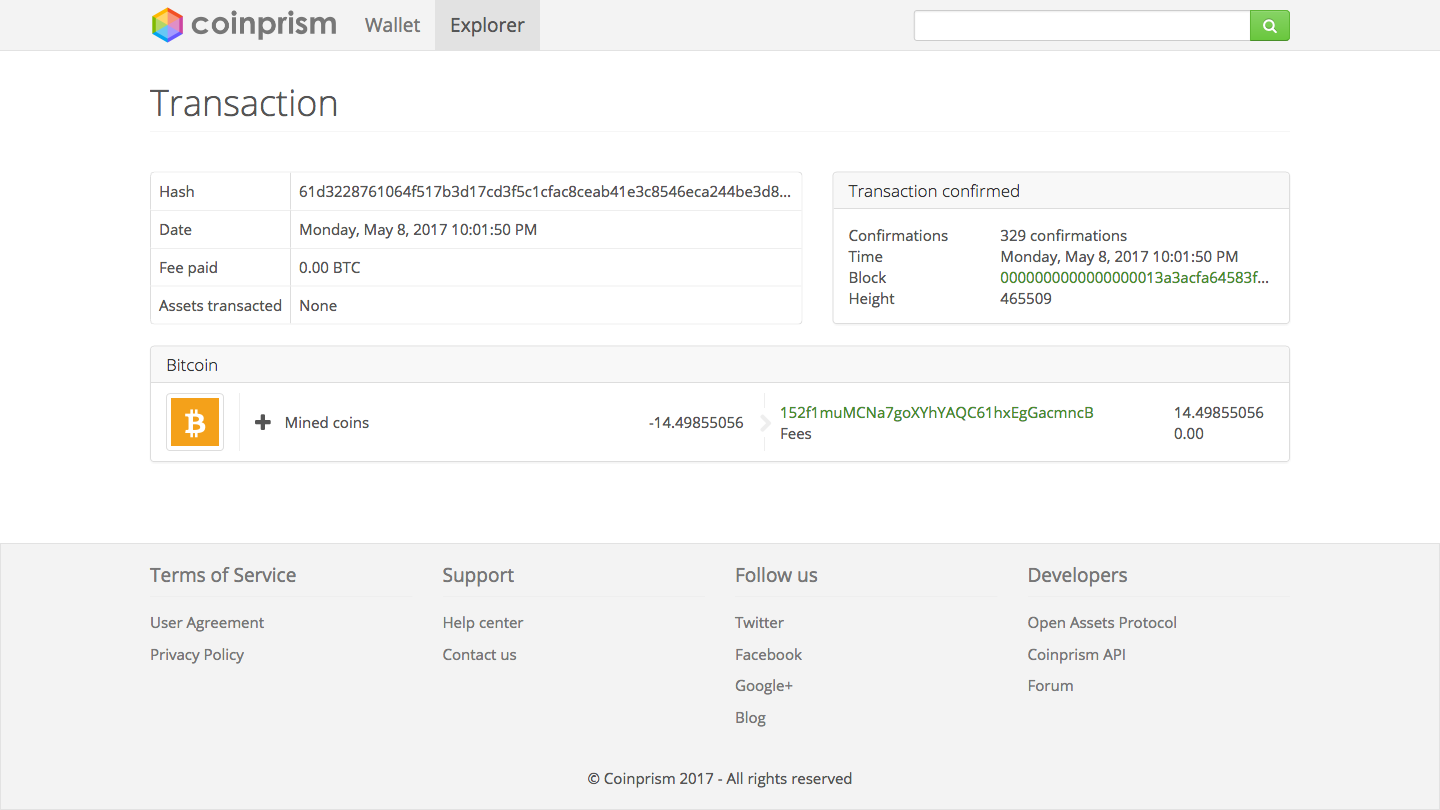 coinprism Wallet Explorer
Transaction
Hash 61d3228761064f517b3d17cd3f5c1cfac8ceab41e3c8546eca244be3d8...
Date Monday, May 8, 2017 10:01:50 PM
Fee paid 0.00 BTC
Assets transacted None
Transaction confirmed
Confirmations 329 confirmations
Time Monday, May 8, 2017 10:01:50 PM
Block 0000000000000000013a3acfa64583f...
Height 465509
Bitcoin
Mined coins -14.49855056
152f1muMCNa7goXYhYAQC61hxEgGacmncB 14.49855056
Fees 0.00
Terms of Service
User Agreement
Privacy Policy
Support
Help center
Contact us
Follow us
Twitter
Facebook
Google+
Blog
Developers
Open Assets Protocol
Coinprism API
Forum
© Coinprism 2017 - All rights reserved